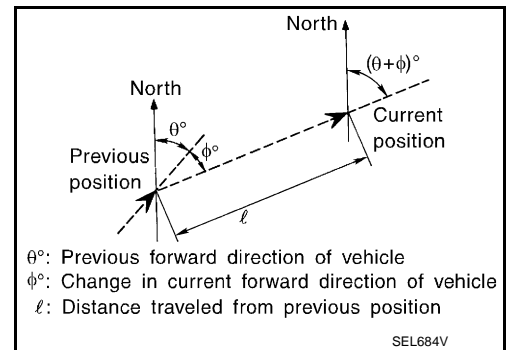 North
(θ+ϕ)°
North
θ°
ϕ°
Current
position
Previous
position
ℓ
θ°: Previous forward direction of vehicle
ϕ°: Change in current forward direction of vehicle
ℓ: Distance traveled from previous position
SEL684V